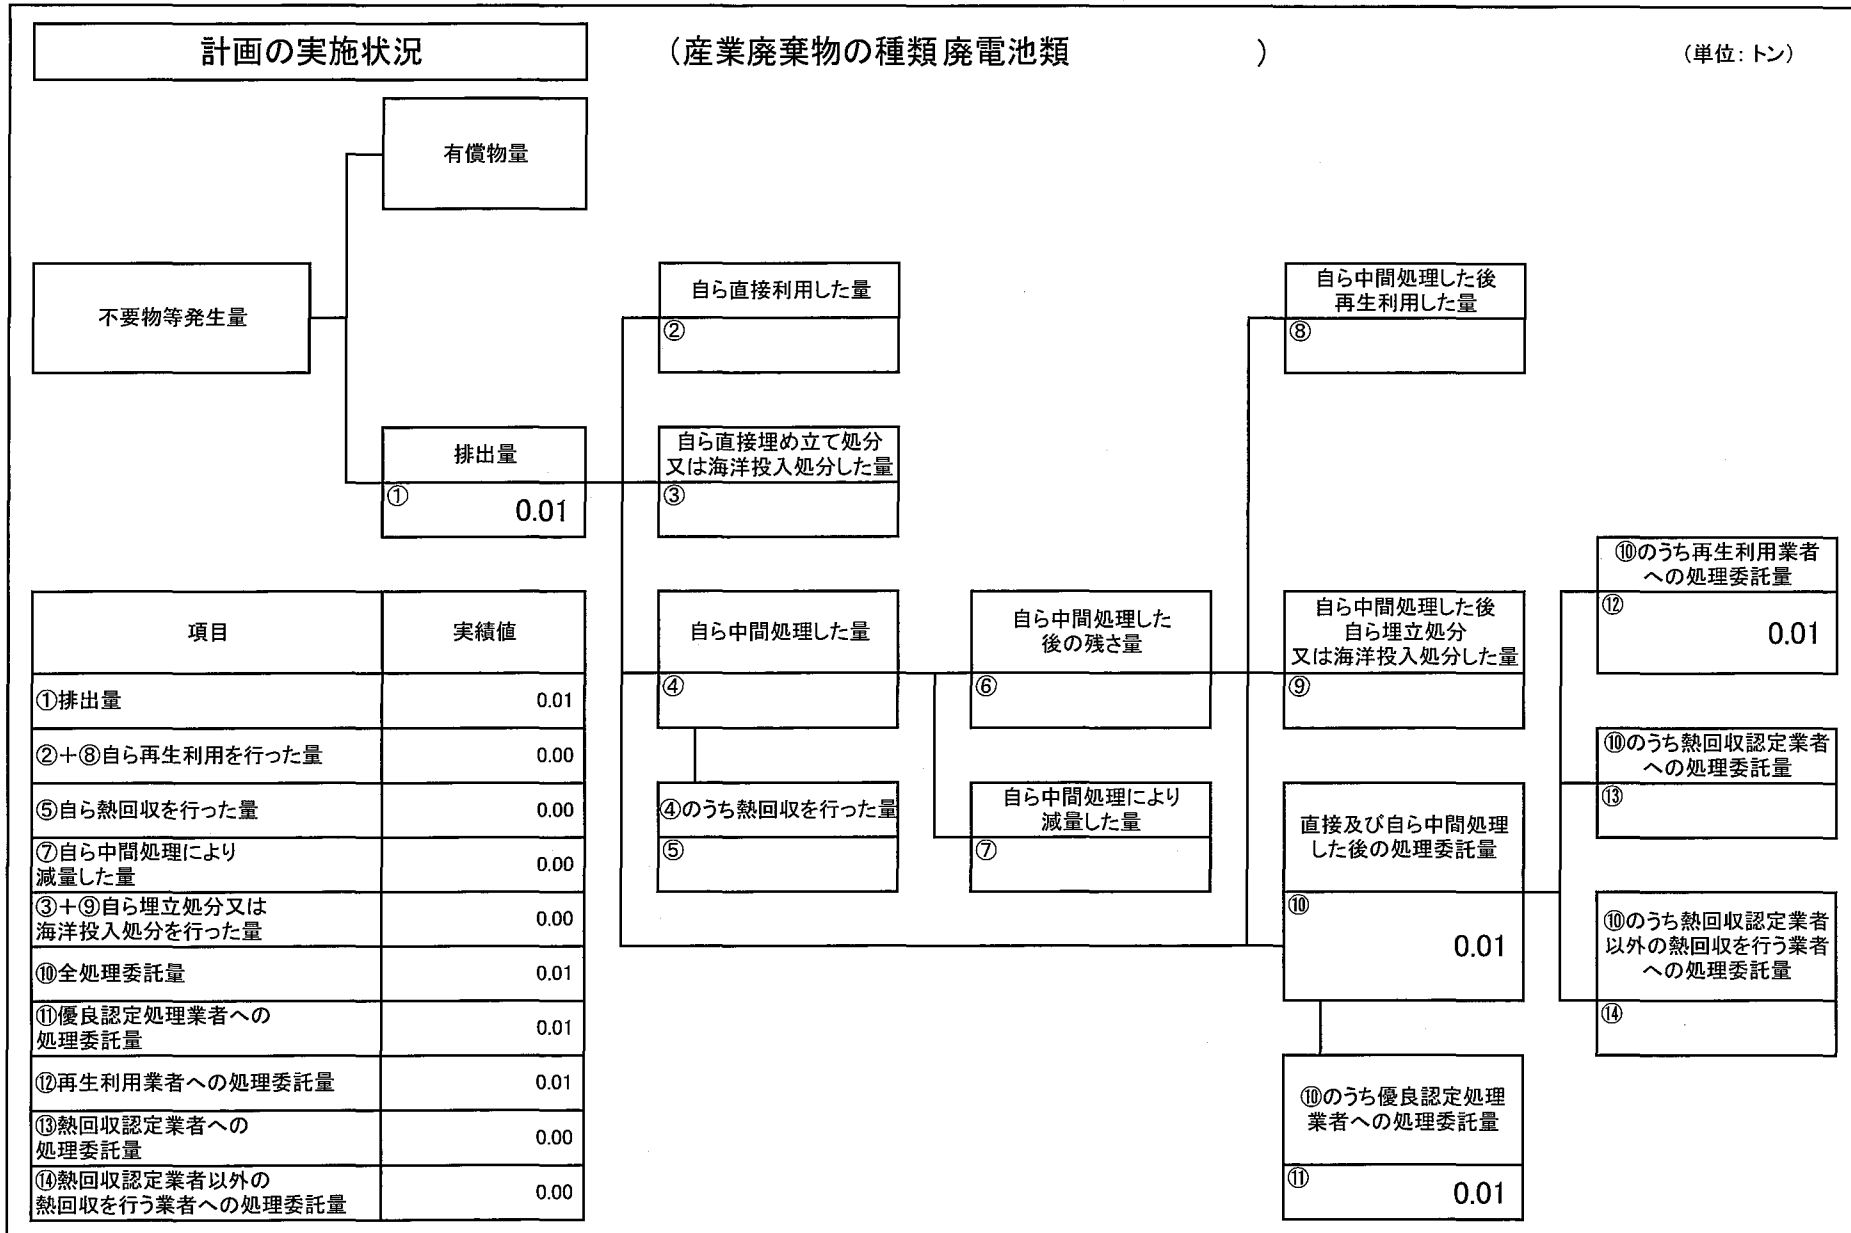 計画の実施状況
（産業廃棄物の種類 廃電池類　　　　　　）
（単位：トン）
有償物量
不要物等発生量
自ら直接利用した量
②
自ら中間処理した後
再生利用した量
⑧
排出量
①
0.01
自ら直接埋め立て処分
又は海洋投入処分した量
③
⑩のうち再生利用業者
への処理委託量
⑫
0.01
自ら中間処理した量
④
自ら中間処理した
後の残さ量
⑥
自ら中間処理した後
自ら埋立処分
又は海洋投入処分した量
⑨
⑩のうち熱回収認定業者
への処理委託量
⑬
④のうち熱回収を行った量
⑤
自ら中間処理により
減量した量
⑦
直接及び自ら中間処理
した後の処理委託量
⑩
0.01
⑩のうち熱回収認定業者
以外の熱回収を行う業者
への処理委託量
⑭
⑩のうち優良認定処理
業者への処理委託量
⑪
0.01
項目 実績値
①排出量 0.01
②＋⑧自ら再生利用を行った量 0.00
⑤自ら熱回収を行った量 0.00
⑦自ら中間処理により
減量した量 0.00
③＋⑨自ら埋立処分又は
海洋投入処分を行った量 0.00
⑩全処理委託量 0.01
⑪優良認定処理業者への
処理委託量 0.01
⑫再生利用業者への処理委託量 0.01
⑬熱回収認定業者への
処理委託量 0.00
⑭熱回収認定業者以外の
熱回収を行う業者への処理委託量 0.00